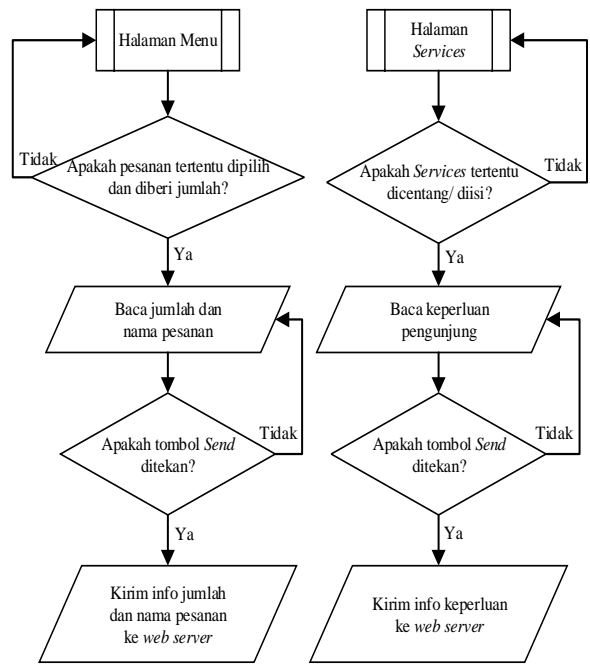 Halaman Menu
Tidak
Apakah pesanan tertentu dipilih
dan diberi jumlah?
Ya
Baca jumlah dan
nama pesanan
Tidak
Apakah tombol Send
ditekan?
Ya
Kirim info jumlah
dan nama pesanan
ke web server
Halaman
Services
Tidak
Apakah Services tertentu
dicentang/ diisi?
Ya
Baca keperluan
pengunjung
Tidak
Apakah tombol Send
ditekan?
Ya
Kirim info keperluan
ke web server